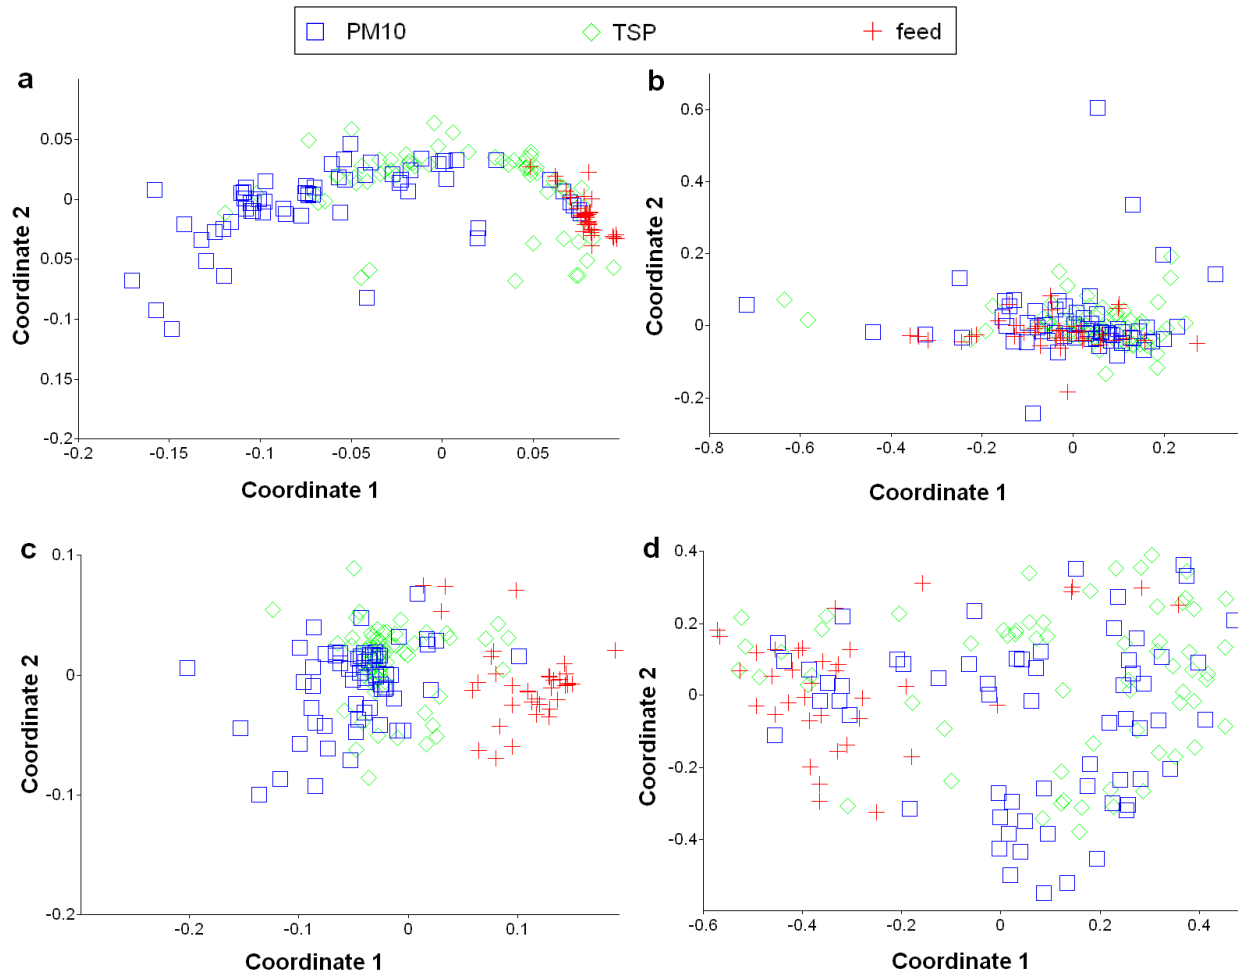 PM10 TSP feed
a
0.05
0
0.05
-0.1
0.15
-0.2
-0.2 -0.15 -0.1 -0.05 0 0.05
Coordinate 1
Coordinate 2
b
0.6
0.4
0.2
0
-0.2
-0.8 -0.6 -0.4 -0.2 0 0.2
Coordinate 1
Coordinate 2
c
0.1
0
-0.1
-0.2
-0.2 -0.1 0 0.1
Coordinate 1
Coordinate 2
d
0.4
0.2
0
-0.2
-0.4
-0.6 -0.4 -0.2 0 0.2 0.4
Coordinate 1
Coordinate 2